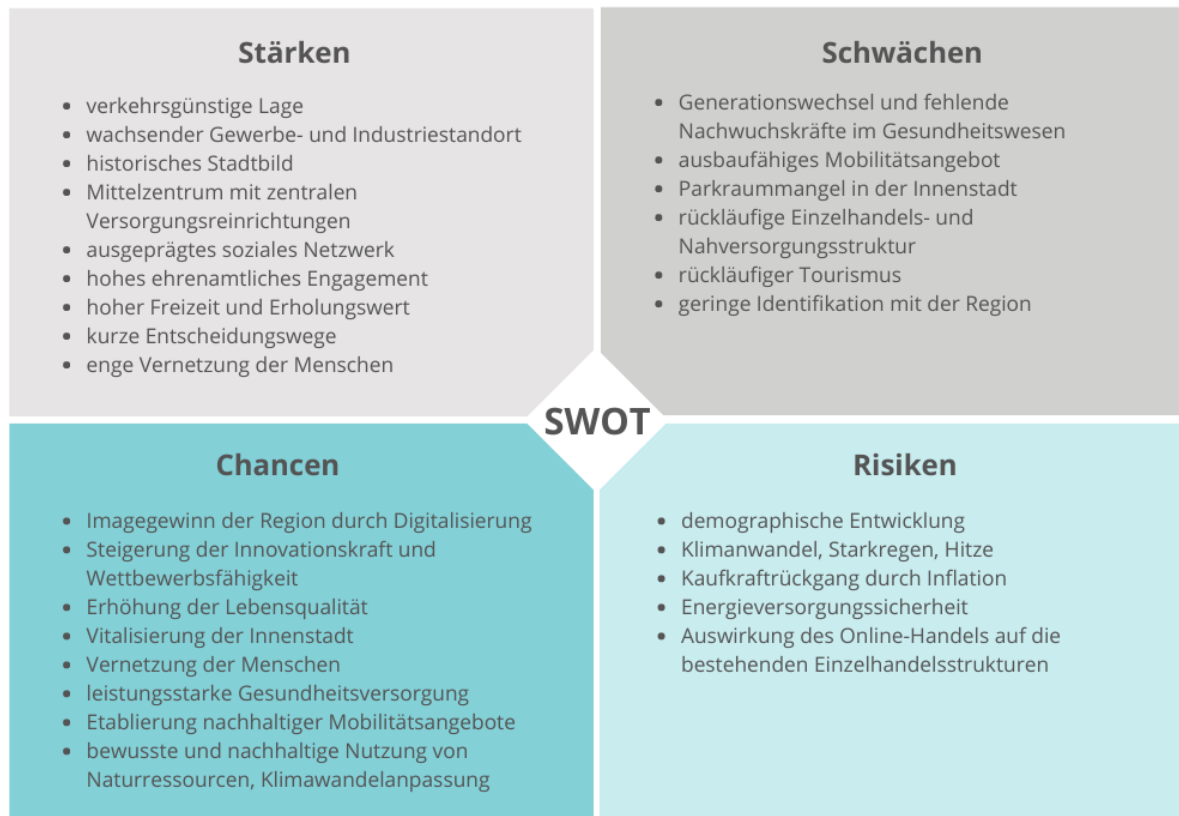 Stärken
• verkehrsgünstige Lage
• wachsender Gewerbe- und Industriestandort
• historisches Stadtbild
• Mittelzentrum mit zentralen
Versorgungsreinrichtungen
• ausgeprägtes soziales Netzwerk
• hohes ehrenamtliches Engagement
• hoher Freizeit und Erholungswert
• kurze Entscheidungswege
• enge Vernetzung der Menschen
Schwächen
• Generationswechsel und fehlende
Nachwuchskräfte im Gesundheitswesen
• ausbaufähiges Mobilitätsangebot
• Parkraummangel in der Innenstadt
• rückläufige Einzelhandels- und
Nahversorgungsstruktur
• rückläufiger Tourismus
• geringe Identifikation mit der Region
SWOT
Chancen
• Imagegewinn der Region durch Digitalisierung
• Steigerung der Innovationskraft und
Wettbewerbsfähigkeit
• Erhöhung der Lebensqualität
• Vitalisierung der Innenstadt
• Vernetzung der Menschen
• leistungsstarke Gesundheitsversorgung
• Etablierung nachhaltiger Mobilitätsangebote
• bewusste und nachhaltige Nutzung von
Naturressourcen, Klimawandelanpassung
Risiken
• demographische Entwicklung
• Klimanwandel, Starkregen, Hitze
• Kaufkraftrückgang durch Inflation
• Energieversorgungssicherheit
• Auswirkung des Online-Handels auf die
bestehenden Einzelhandelsstrukturen